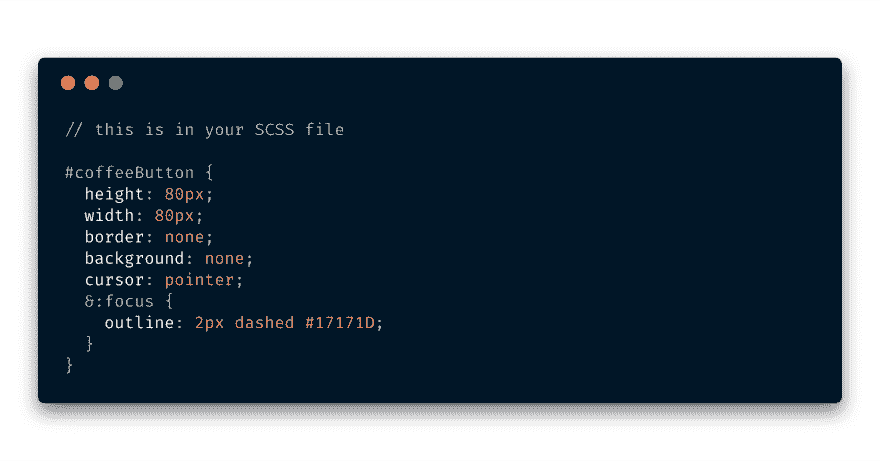 // this is in your SCSS file
#coffeeButton {
height: 80px;
width: 80px;
border: none;
background: none;
cursor: pointer;
&:focus {
outline: 2px dashed #17171D;
}
}